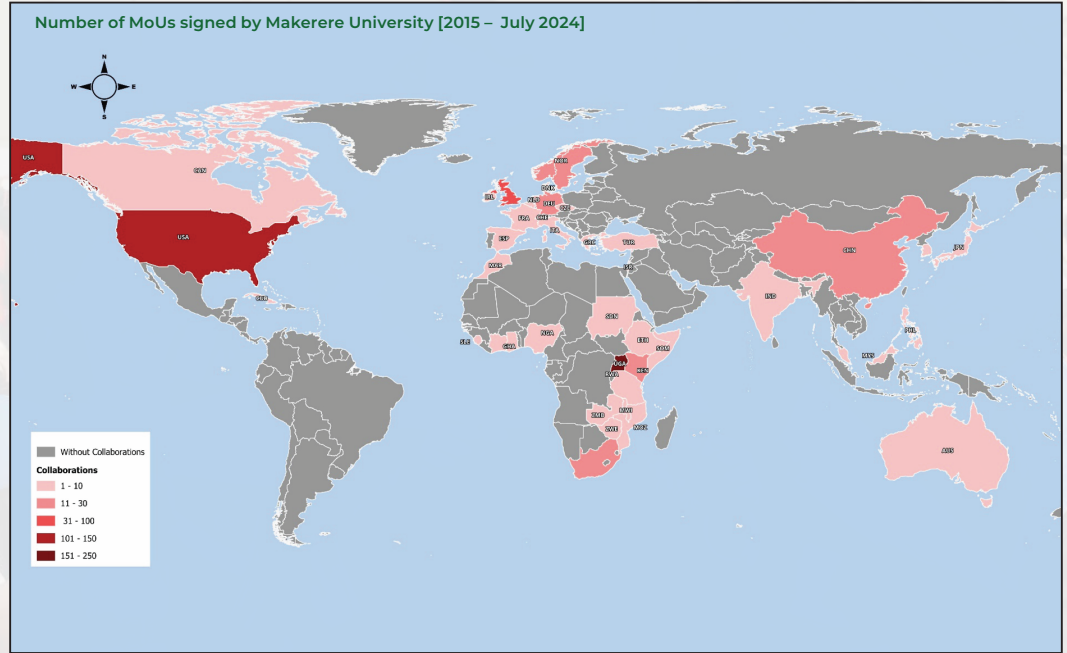 Number of MoUs signed by Makerere University [2015 – July 2024]
N
W
E
S
USA
CAN
USA
CUB
NOR
DNK
IRL
NLD
DEU
CZE
FRA
CHE
ITA
ESP
GRC
TUR
MAR
ISR
CHN
JPN
IND
PHL
MYS
SDN
NGA
ETH
SLE
GHA
SOM
UGA
KEN
RWA
MWI
ZMB
MOZ
ZWE
AUS
Without Collaborations
Collaborations
1 - 10
11 - 30
31 - 100
101 - 150
151 - 250